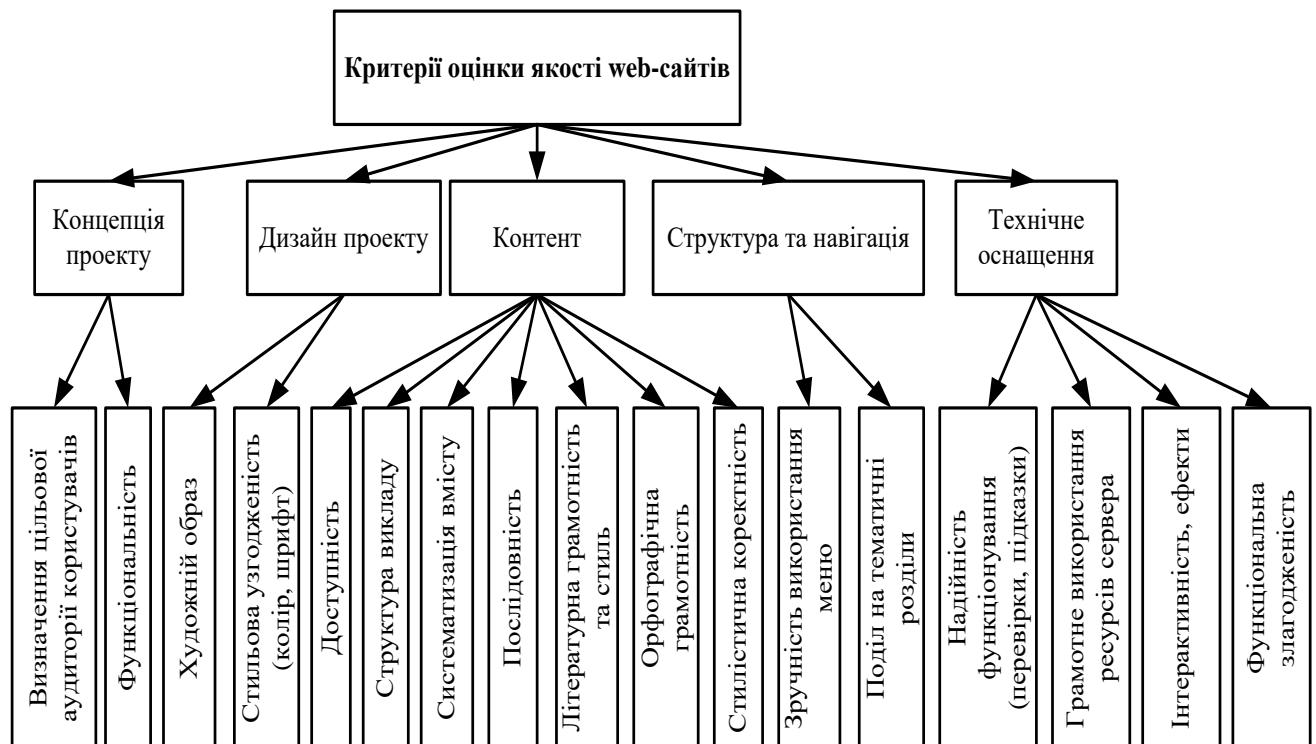 Критерії оцінки якості web-сайтів
Концепція
проекту
Дизайн проекту
Контент
Структура та навігація
Технічне
оснащення
Визначення цільової
аудиторії користувачів
Функціональність
Художній образ
Стильова узгодженість
(колір, шрифт)
Доступність
Структура викладу
Систематизація вмісту
Послідовність
Літературна грамотність
та стиль
Орфографічна
грамотність
Стилістична коректність
Зручність використання
меню
Поділ на тематичні
розділи
Надійність
функціонування
(перевірки, підказки)
Грамотне використання
ресурсів сервера
Інтерактивність, ефекти
Функціональна
злагодженість